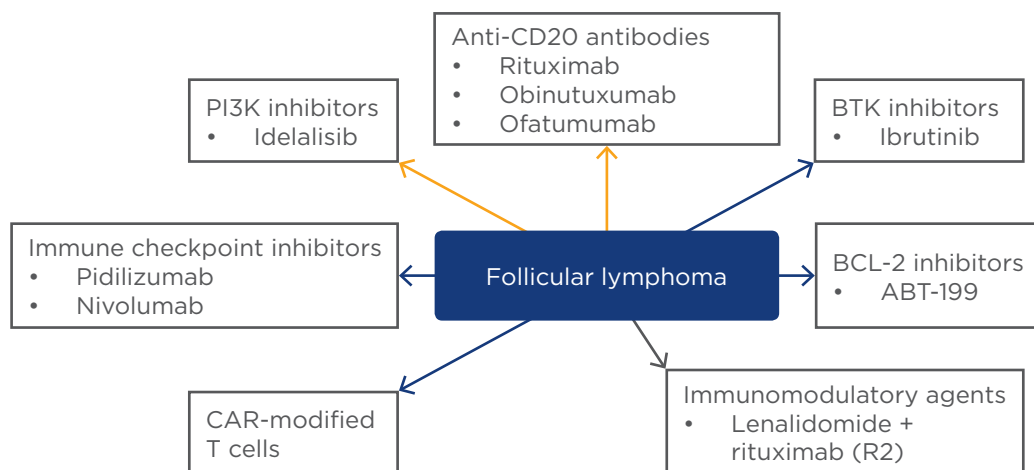 Anti-CD20 antibodies
• Rituximab
• Obinutuxumab
• Ofatumumab
PI3K inhibitors
• Idelalisib
BTK inhibitors
• Ibrutinib
Immune checkpoint inhibitors
• Pidilizumab
• Nivolumab
Follicular lymphoma
BCL-2 inhibitors
• ABT-199
CAR-modified
T cells
Immunomodulatory agents
• Lenalidomide +
rituximab (R2)